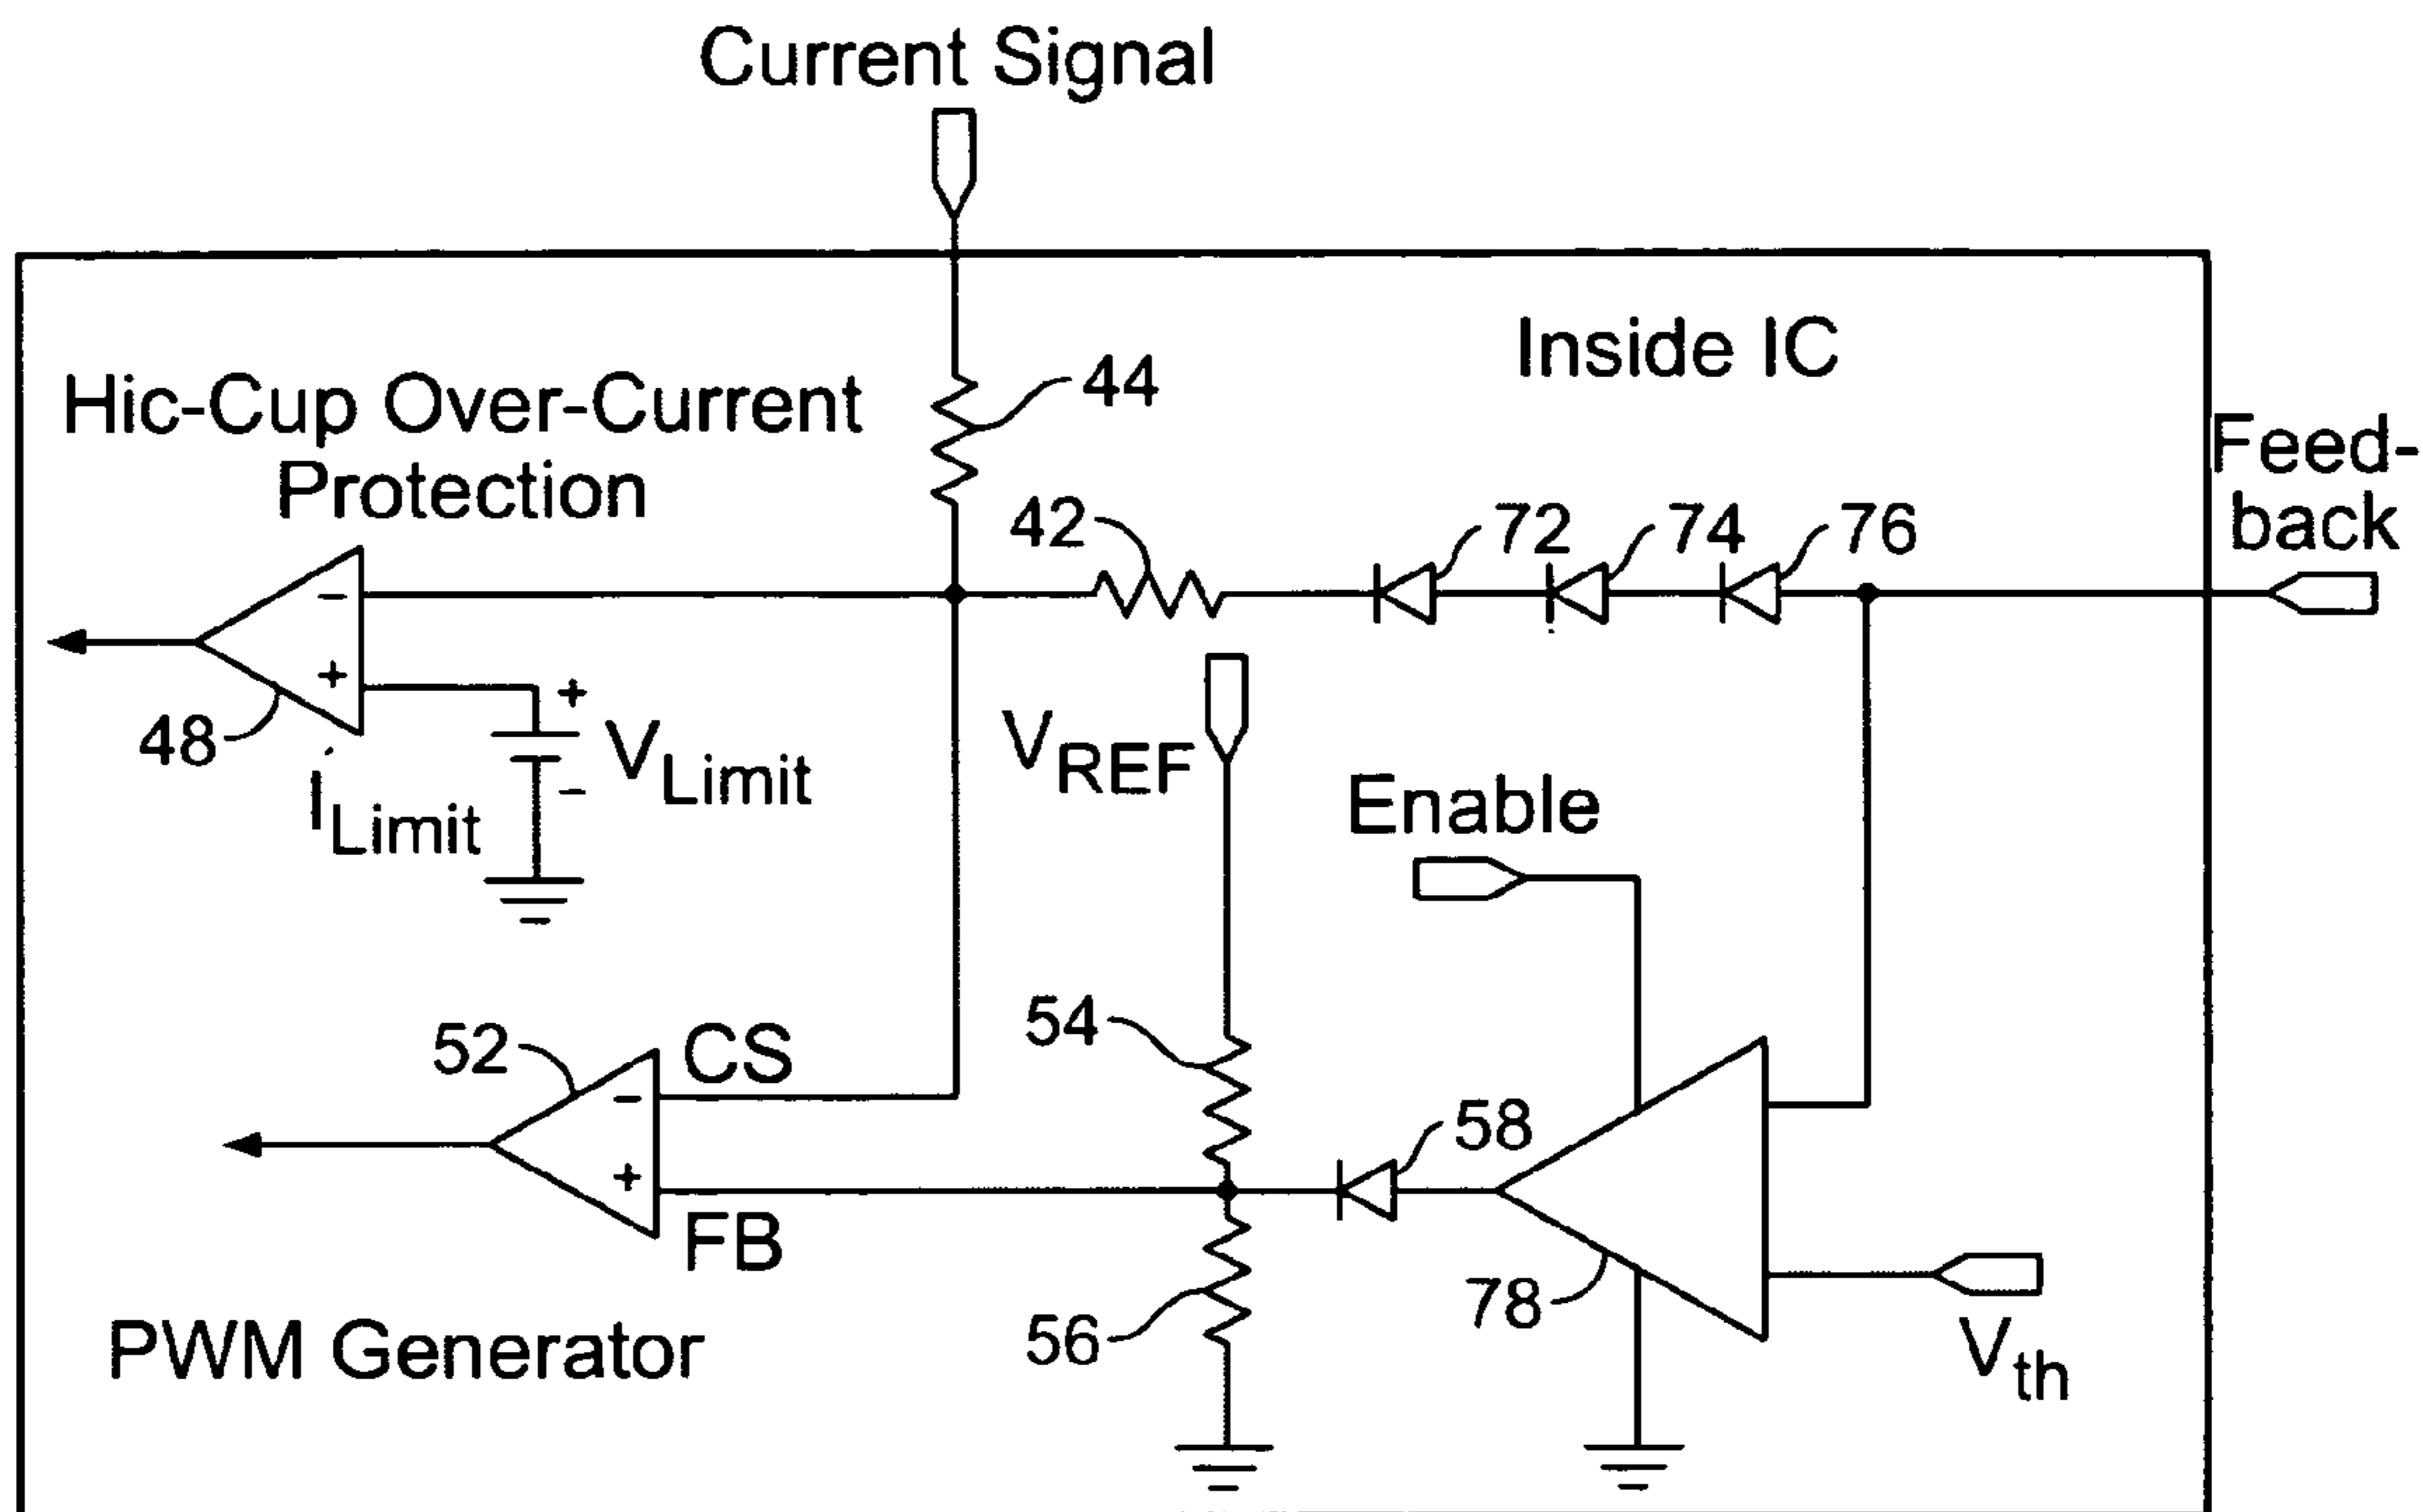 Current Signal
Inside IC
Hic-Cup Over-Current
Protection
44
Feed-
back
42
72
74
76
-
+
48
+
-
V_Limit
I_Limit
V_REF
Enable
52
CS
-
+
FB
54
56
58
78
V_th
PWM Generator